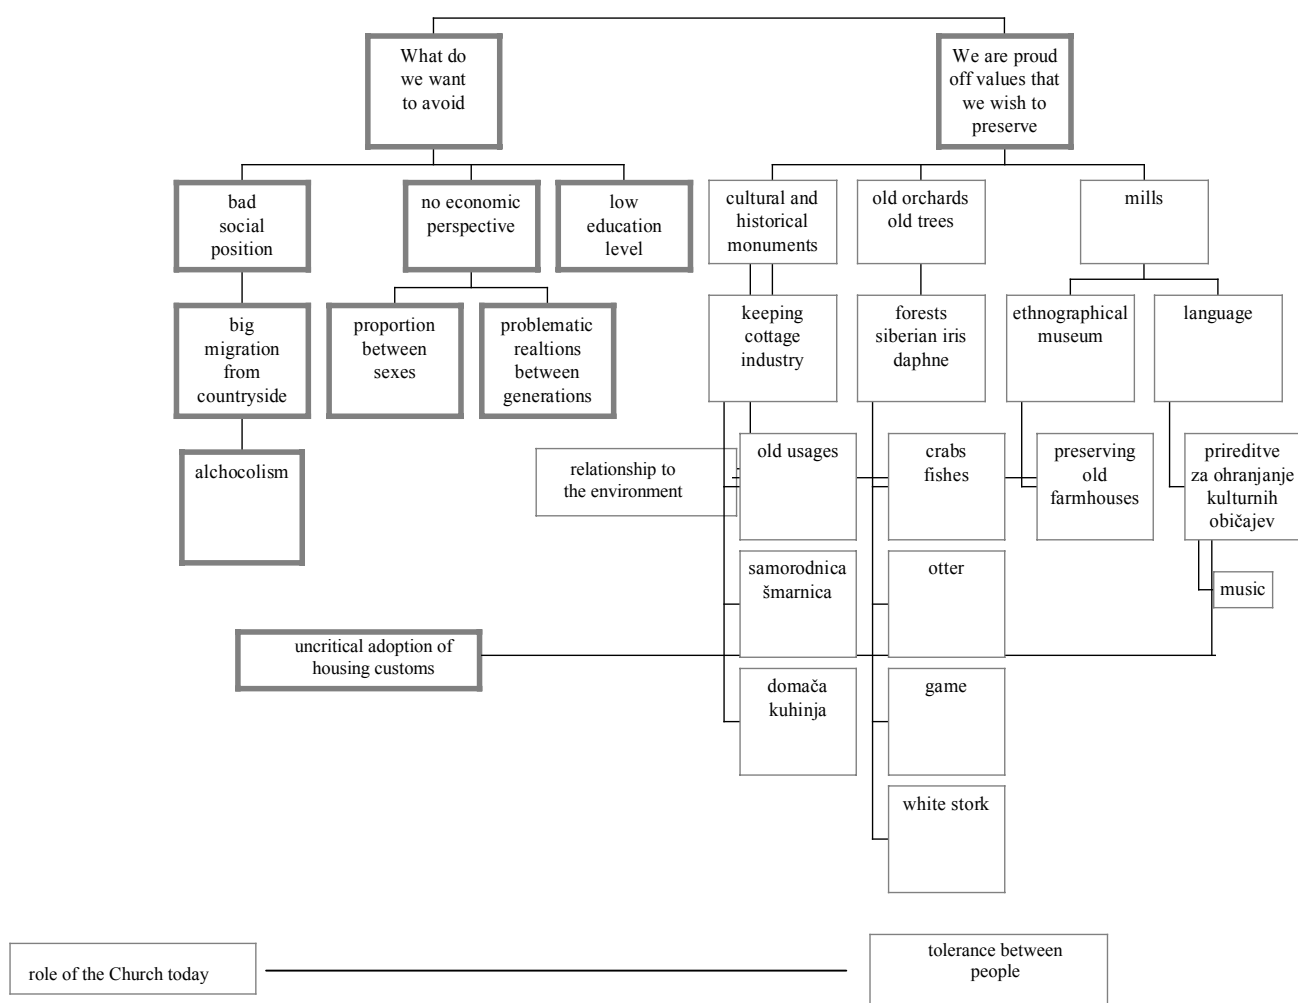 What do
we want
to avoid
We are proud
off values that
we wish to
preserve
bad
social
position
no economic
perspective
low
education
level
cultural and
historical
monuments
old orchards
old trees
mills
big
migration
from
countryside
proportion
between
sexes
problematic
realtions
between
generations
keeping
cottage
industry
forests
siberian iris
daphne
ethnographical
museum
language
alchocolism
relationship to
the environment
old usages
crabs
fishes
preserving
old
farmhouses
prireditve
za ohranjanje
kulturnih
običajev
samorodnica
šmarnica
otter
music
uncritical adoption of
housing customs
domača
kuhinja
game
white stork
role of the Church today
tolerance between
people